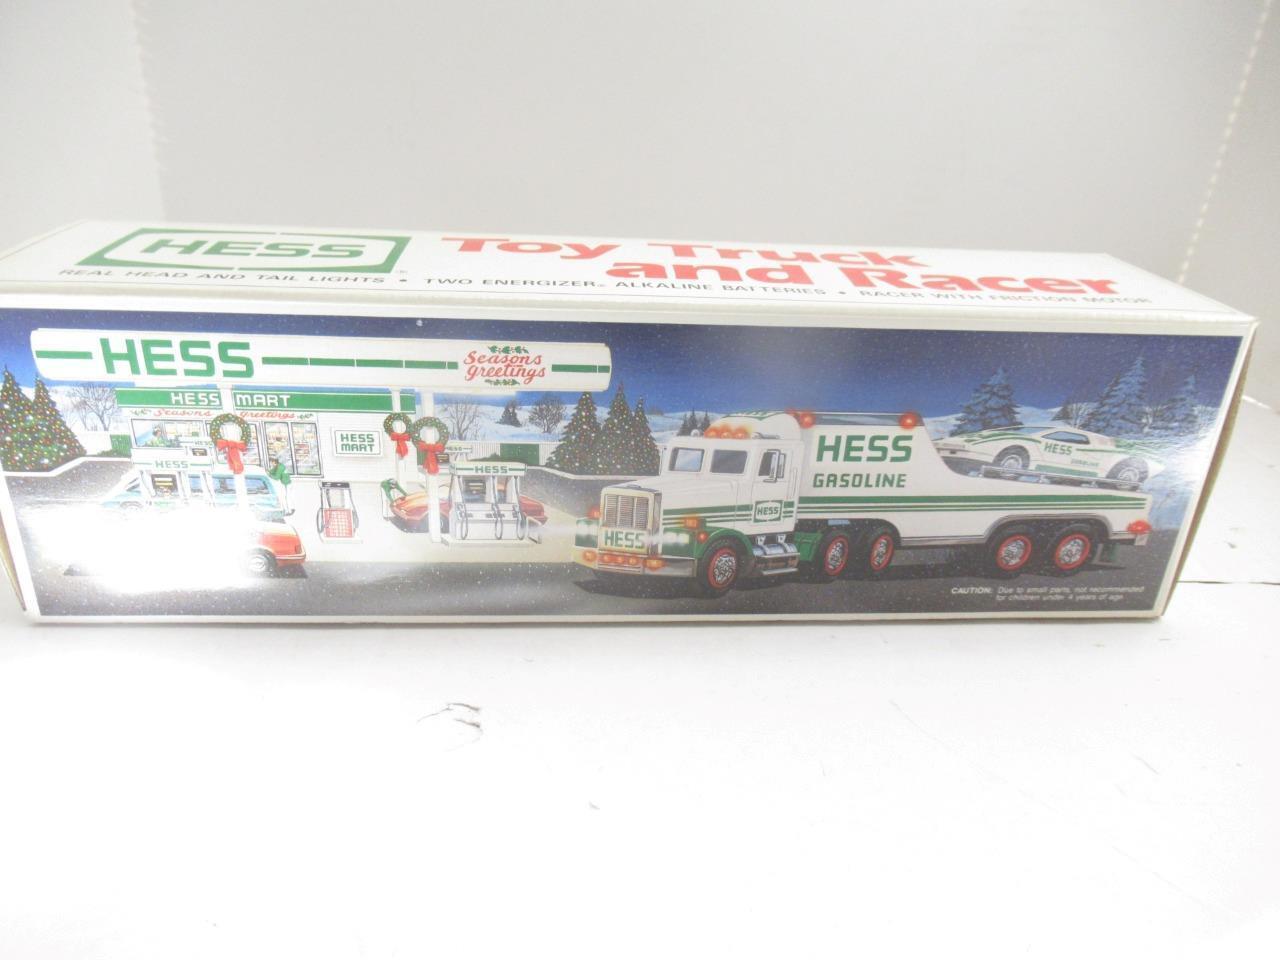 HESS ®
Toy Truck
and Racer
REAL HEAD AND TAIL LIGHTS • TWO ENERGIZER® ALKALINE BATTERIES • RACER WITH FRICTION MOTOR
HESS
Seasons
greetings
HESS MART
Seasons greetings
HESS
MART
HESS
HESS
HESS
GASOLINE
HESS
HESS
HESS
GASOLINE
CAUTION: Due to small parts, not recommended
for children under 4 years of age.